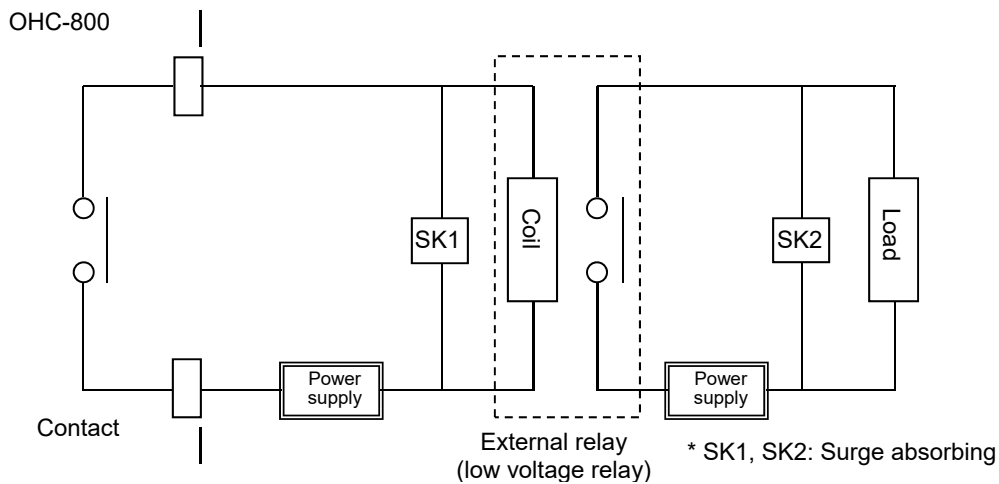 OHC-800
SK1
Coil
SK2
Load
Power
supply
Power
supply
Contact
External relay
(low voltage relay)
* SK1, SK2: Surge absorbing